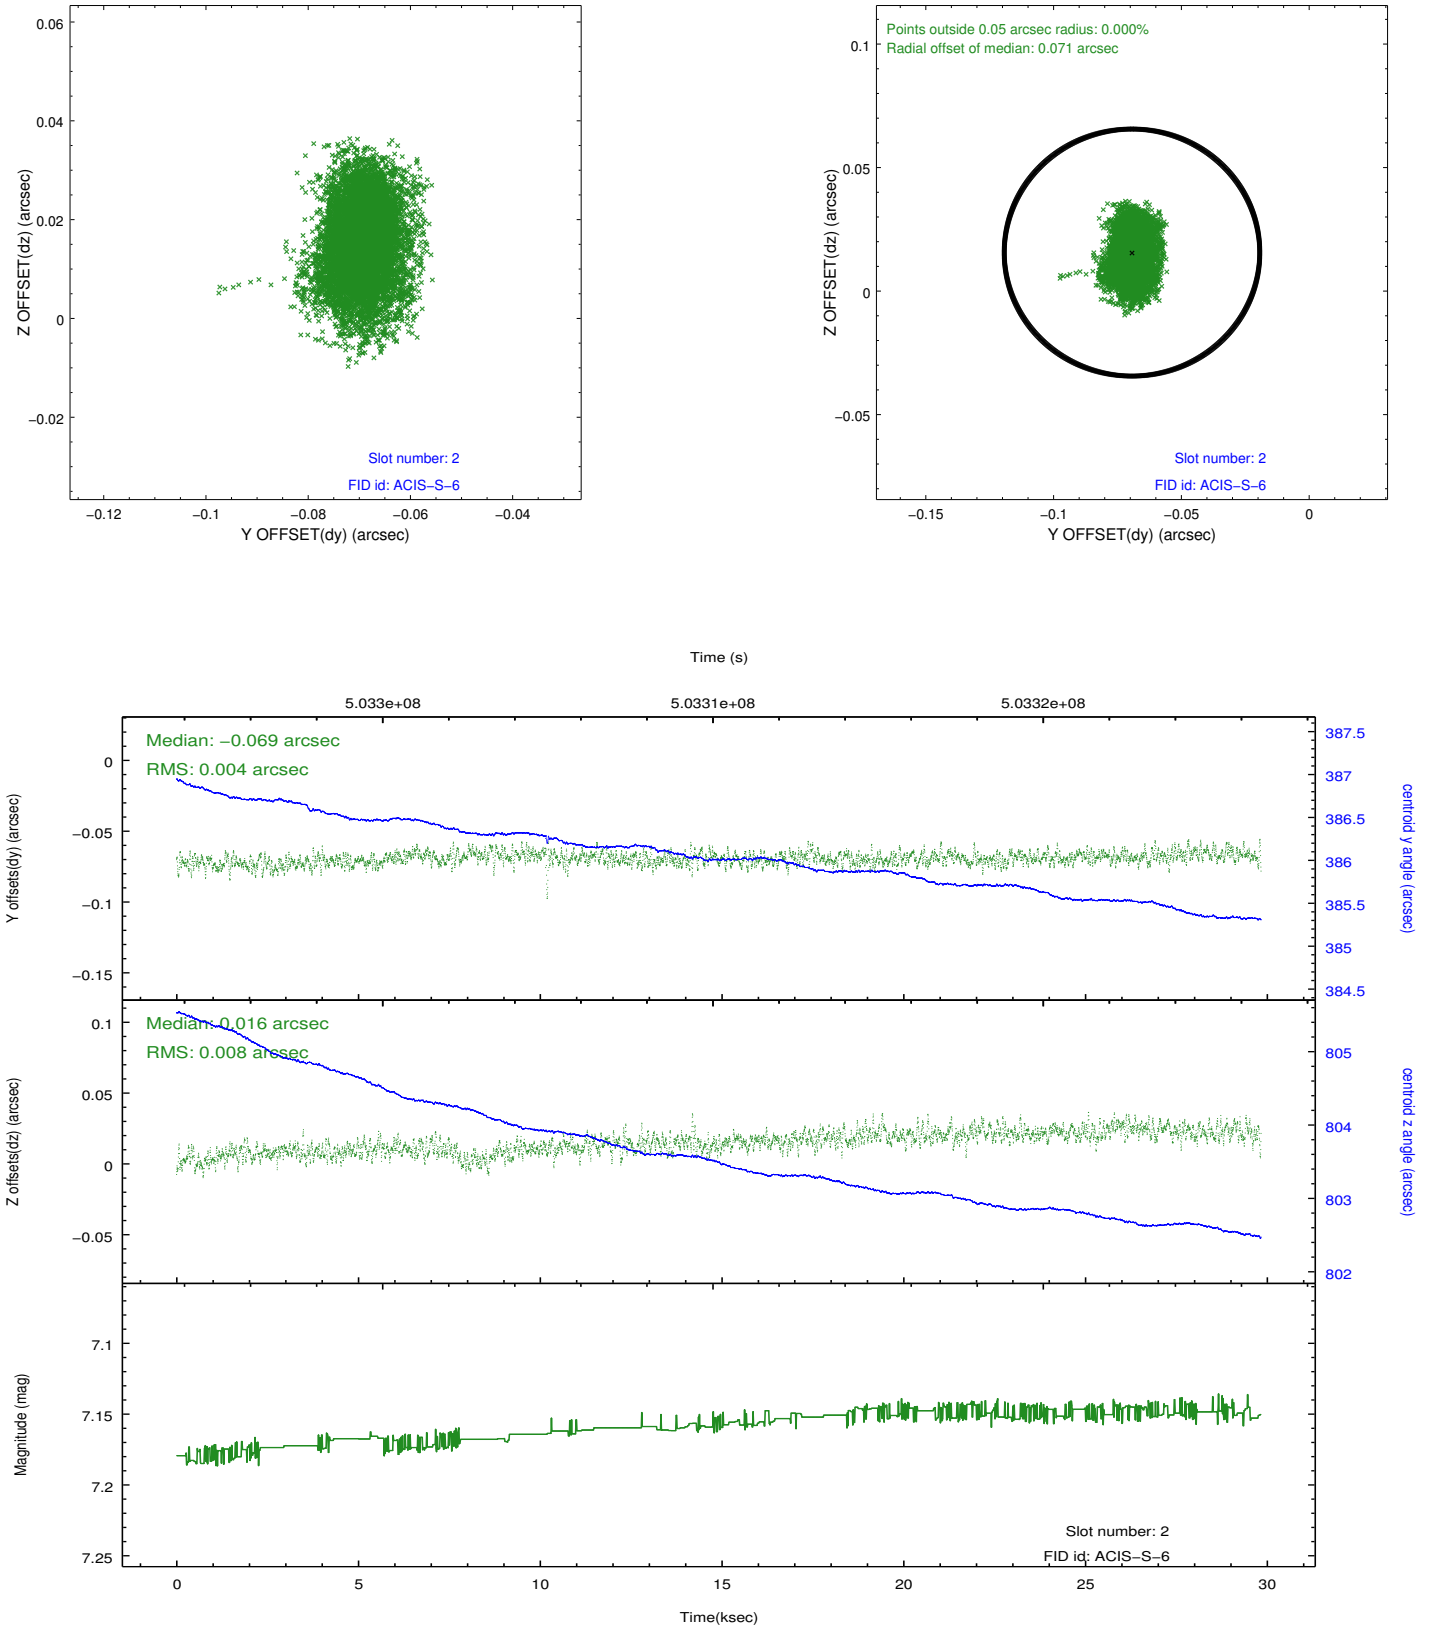 0.06
0.04
0.02
0
−0.02
Z OFFSET(dz) (arcsec)
Slot number: 2
FID id: ACIS−S−6
−0.12
−0.1
−0.08
−0.06
−0.04
Y OFFSET(dy) (arcsec)
Points outside 0.05 arcsec radius: 0.000%
Radial offset of median: 0.071 arcsec
0.1
0.05
0
−0.05
Z OFFSET(dz) (arcsec)
Slot number: 2
FID id: ACIS−S−6
−0.15
−0.1
−0.05
0
Y OFFSET(dy) (arcsec)
Time (s)
5.033e+08
5.0331e+08
5.0332e+08
Median: −0.069 arcsec
RMS: 0.004 arcsec
0
−0.05
−0.1
−0.15
Y offsets(dy) (arcsec)
387.5
387
386.5
386
385.5
385
384.5
centroid y angle (arcsec)
Median: 0.016 arcsec
RMS: 0.008 arcsec
0.1
0.05
0
−0.05
Z offsets(dz) (arcsec)
805
804
803
802
centroid z angle (arcsec)
7.1
7.15
7.2
7.25
Magnitude (mag)
Slot number: 2
FID id: ACIS−S−6
0
5
10
15
20
25
30
Time(ksec)